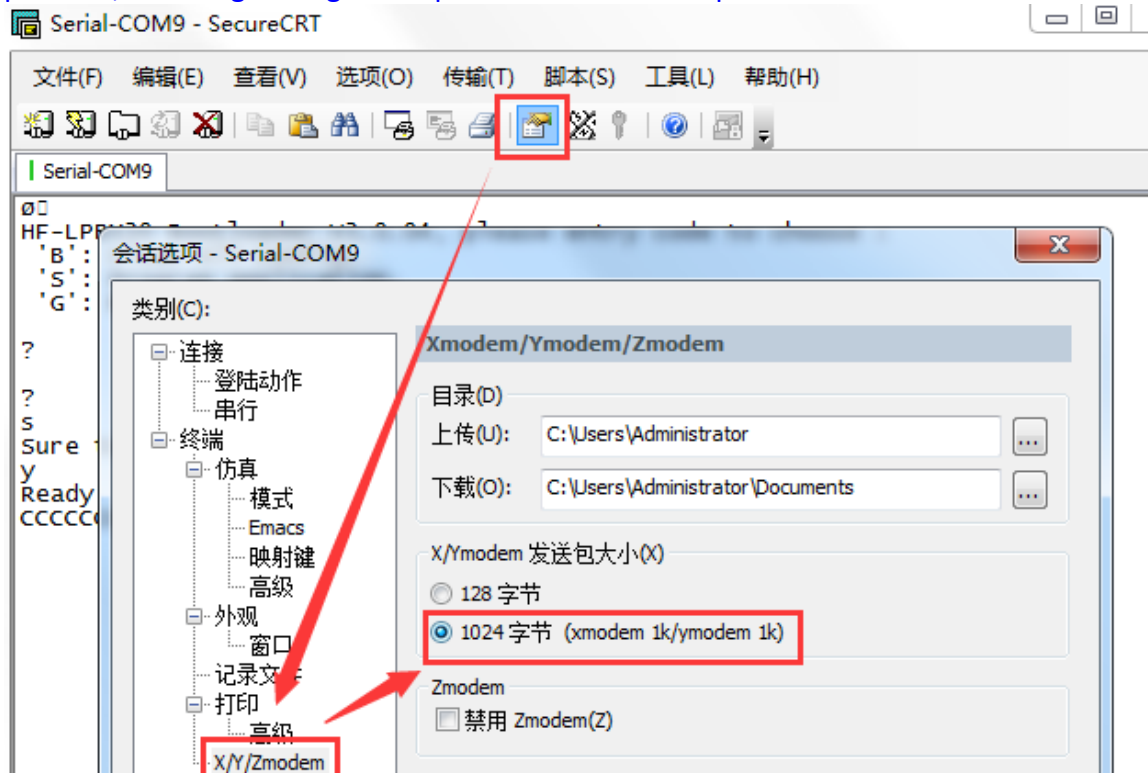 Serial-COM9 - SecureCRT
文件(F) 编辑(E) 查看(V) 选项(O) 传输(T) 脚本(S) 工具(L) 帮助(H)
Serial-COM9
HF-LPB
'B':
'S':
'G':
会话选项 - Serial-COM9
类别(C):
?
?
s
Sure
y
Ready
CCCCC
连接
登陆动作
串行
终端
仿真
模式
Emacs
映射鍵
高级
外观
窗口
记录文件
打印
高级
X/Y/Zmodem
Xmodem/Ymodem/Zmodem
目录(D)
上传(U): C:\Users\Administrator ...
下载(O): C:\Users\Administrator\Documents ...
X/Ymodem 发送包大小(X)
128 字节
1024 字节 (xmodem 1k/ymodem 1k)
Zmodem
禁用 Zmodem(Z)